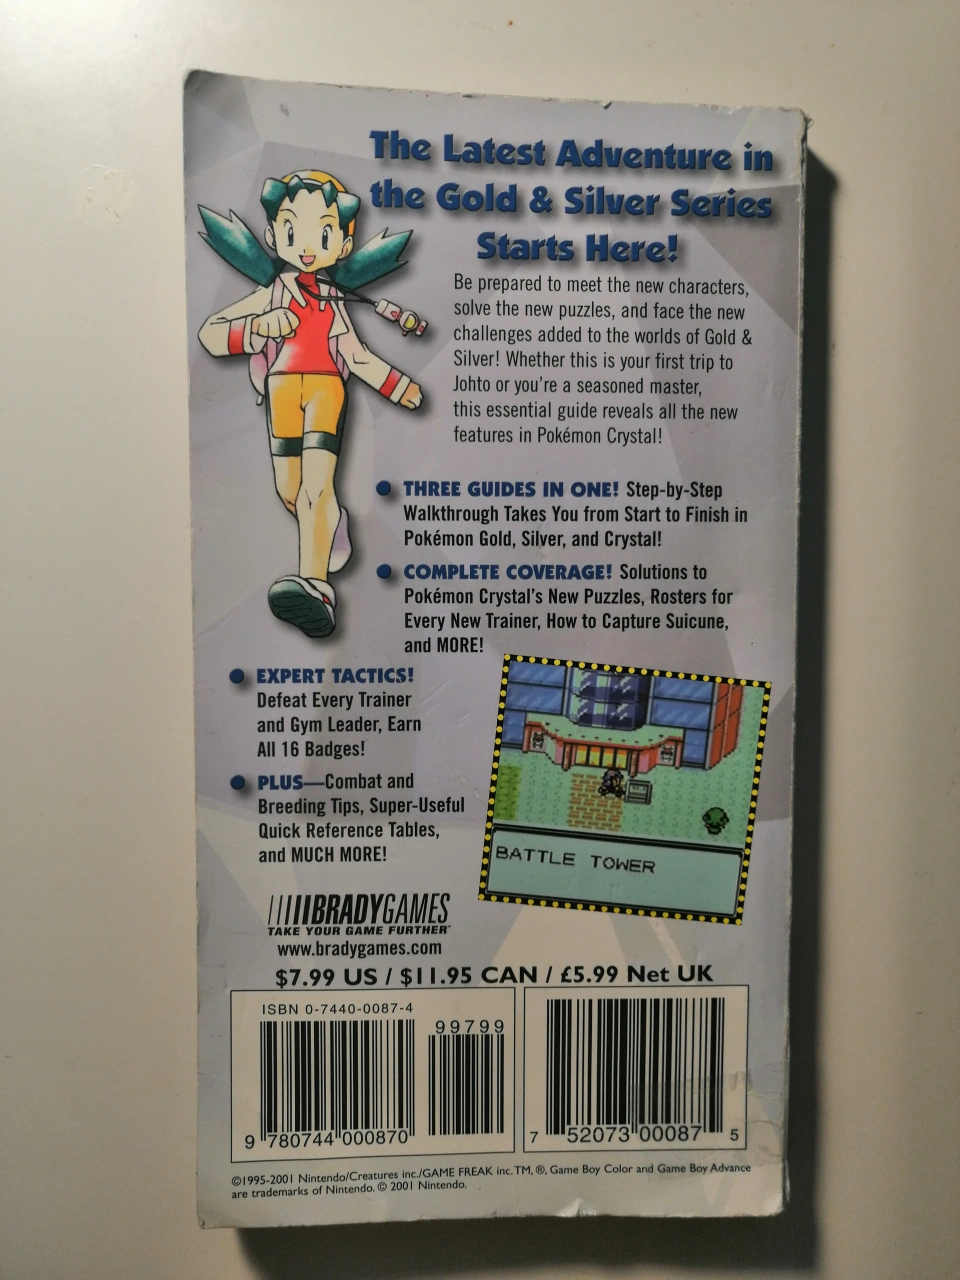 The Latest Adventure in
the Gold & Silver Series
Starts Here!
Be prepared to meet the new characters,
solve the new puzzles, and face the new
challenges added to the worlds of Gold &
Silver! Whether this is your first trip to
Johto or you're a seasoned master,
this essential guide reveals all the new
features in Pokémon Crystal!
● THREE GUIDES IN ONE! Step-by-Step
Walkthrough Takes You from Start to Finish in
Pokémon Gold, Silver, and Crystal!
● COMPLETE COVERAGE! Solutions to
Pokémon Crystal's New Puzzles, Rosters for
Every New Trainer, How to Capture Suicune,
and MORE!
● EXPERT TACTICS!
Defeat Every Trainer
and Gym Leader, Earn
All 16 Badges!
● PLUS—Combat and
Breeding Tips, Super-Useful
Quick Reference Tables,
and MUCH MORE!
BATTLE TOWER
BRADYGAMES
TAKE YOUR GAME FURTHER™
www.bradygames.com
$7.99 US / $11.95 CAN / £5.99 Net UK
ISBN 0-7440-0087-4
99799
9 780744 000870
7 52073 00087 5
©1995-2001 Nintendo/Creatures inc./GAME FREAK inc. TM, ®, Game Boy Color and Game Boy Advance
are trademarks of Nintendo. © 2001 Nintendo.